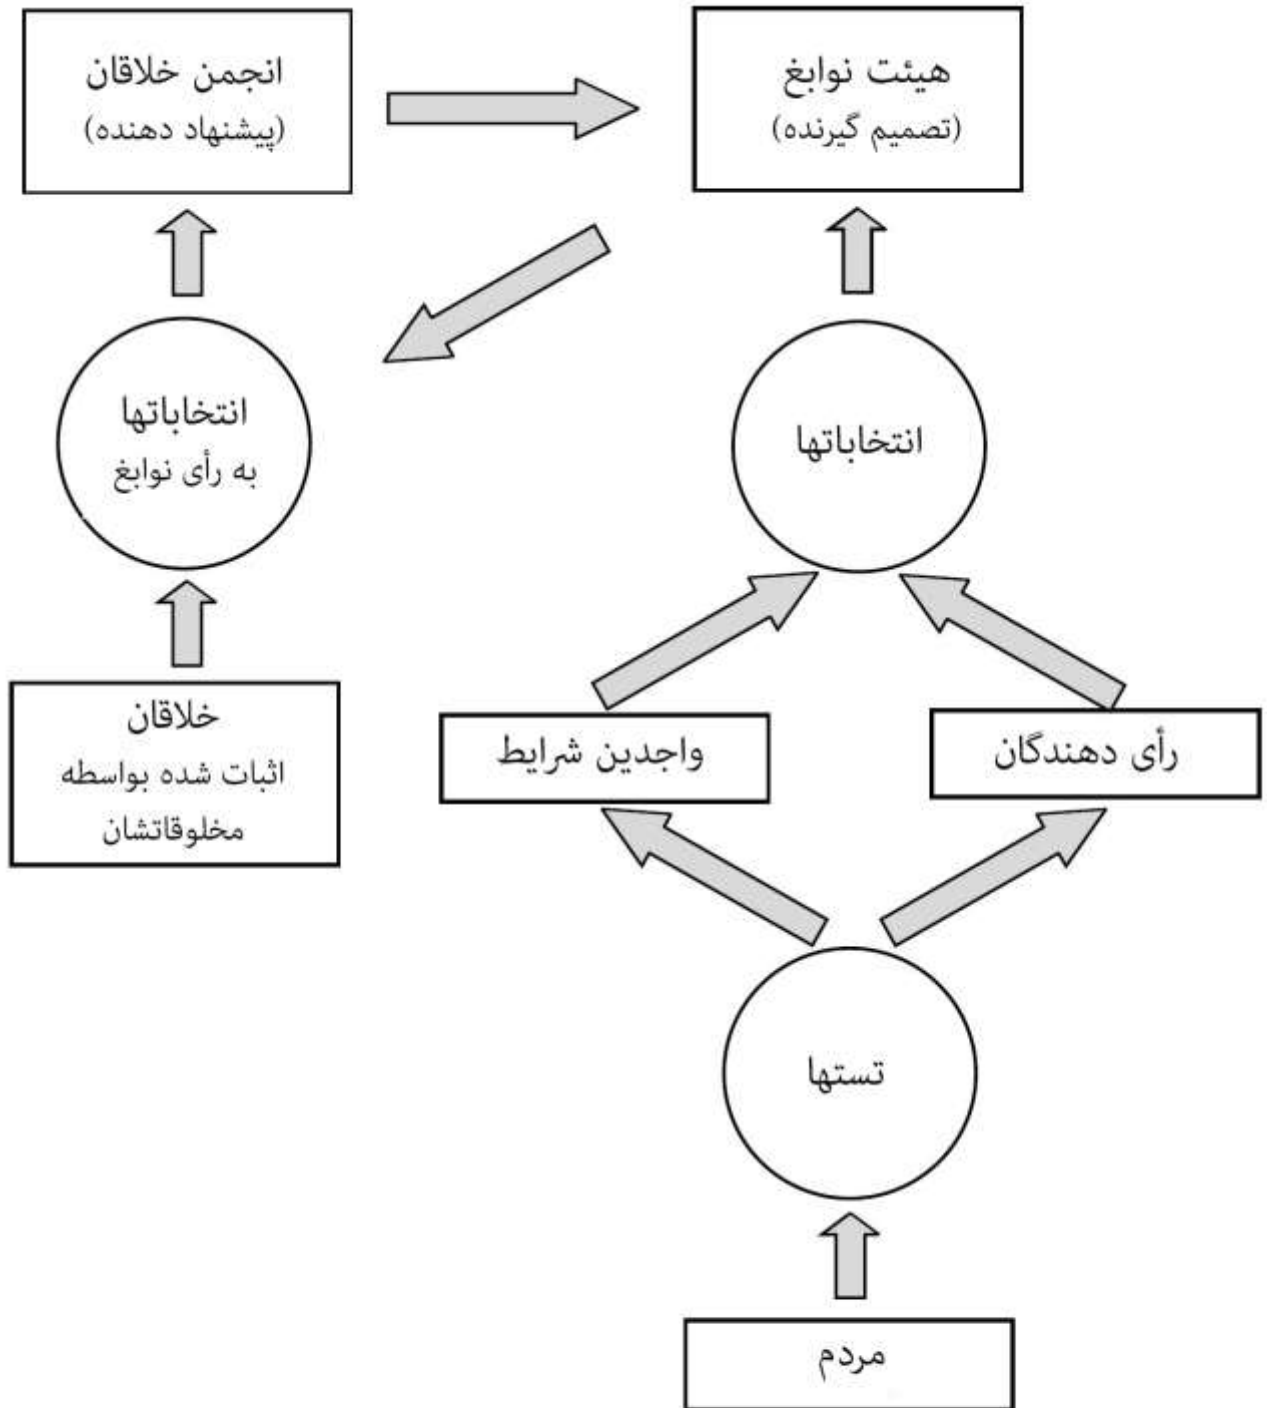 هیئت نوابغ
(تصمیم گیرنده)
انجمن خلاقان
(پیشنهاد دهنده)
انتخاباتها
انتخاباتها
به رأی نوابغ
رأی دهندگان
واجدین شرایط
خلاقان
اثبات شده بواسطه
مخلوقاتشان
تستها
مردم